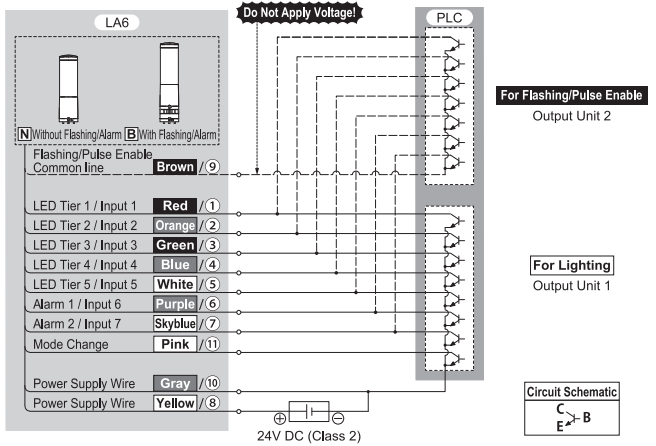 Do Not Apply Voltage!
LA6
PLC
N Without Flashing/Alarm B With Flashing/Alarm
Flashing/Pulse Enable
Common line Brown / ⑨
LED Tier 1 / Input 1 Red / ①
LED Tier 2 / Input 2 Orange / ②
LED Tier 3 / Input 3 Green / ③
LED Tier 4 / Input 4 Blue / ④
LED Tier 5 / Input 5 White / ⑤
Alarm 1 / Input 6 Purple / ⑥
Alarm 2 / Input 7 Skyblue / ⑦
Mode Change Pink / ⑪
Power Supply Wire Gray / ⑩
Power Supply Wire Yellow / ⑧
⊕ ⊖
24V DC (Class 2)
For Flashing/Pulse Enable
Output Unit 2
For Lighting
Output Unit 1
Circuit Schematic
C
B
E